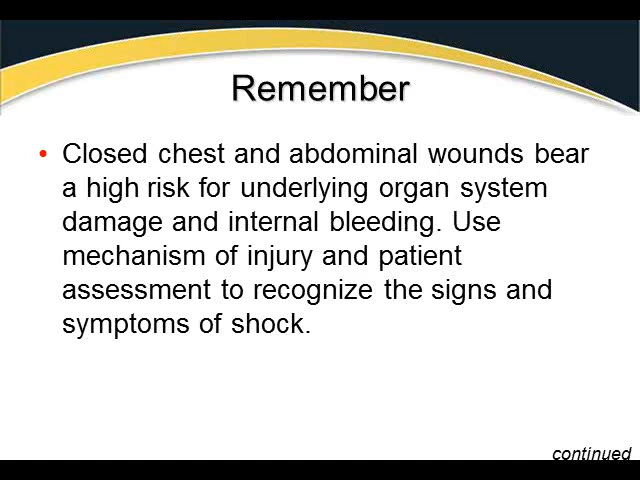 Remember
• Closed chest and abdominal wounds bear
a high risk for underlying organ system
damage and internal bleeding. Use
mechanism of injury and patient
assessment to recognize the signs and
symptoms of shock.
continued